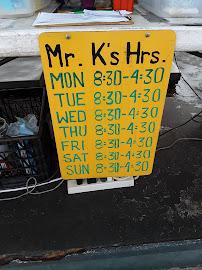 Mr. K's Hrs.
MON 8:30-4:30
TUE 8:30-4:30
WED 8:30-4:30
THU 8:30-4:30
FRI 8:30-4:30
SAT 8:30-4:30
SUN 8:30-4:30